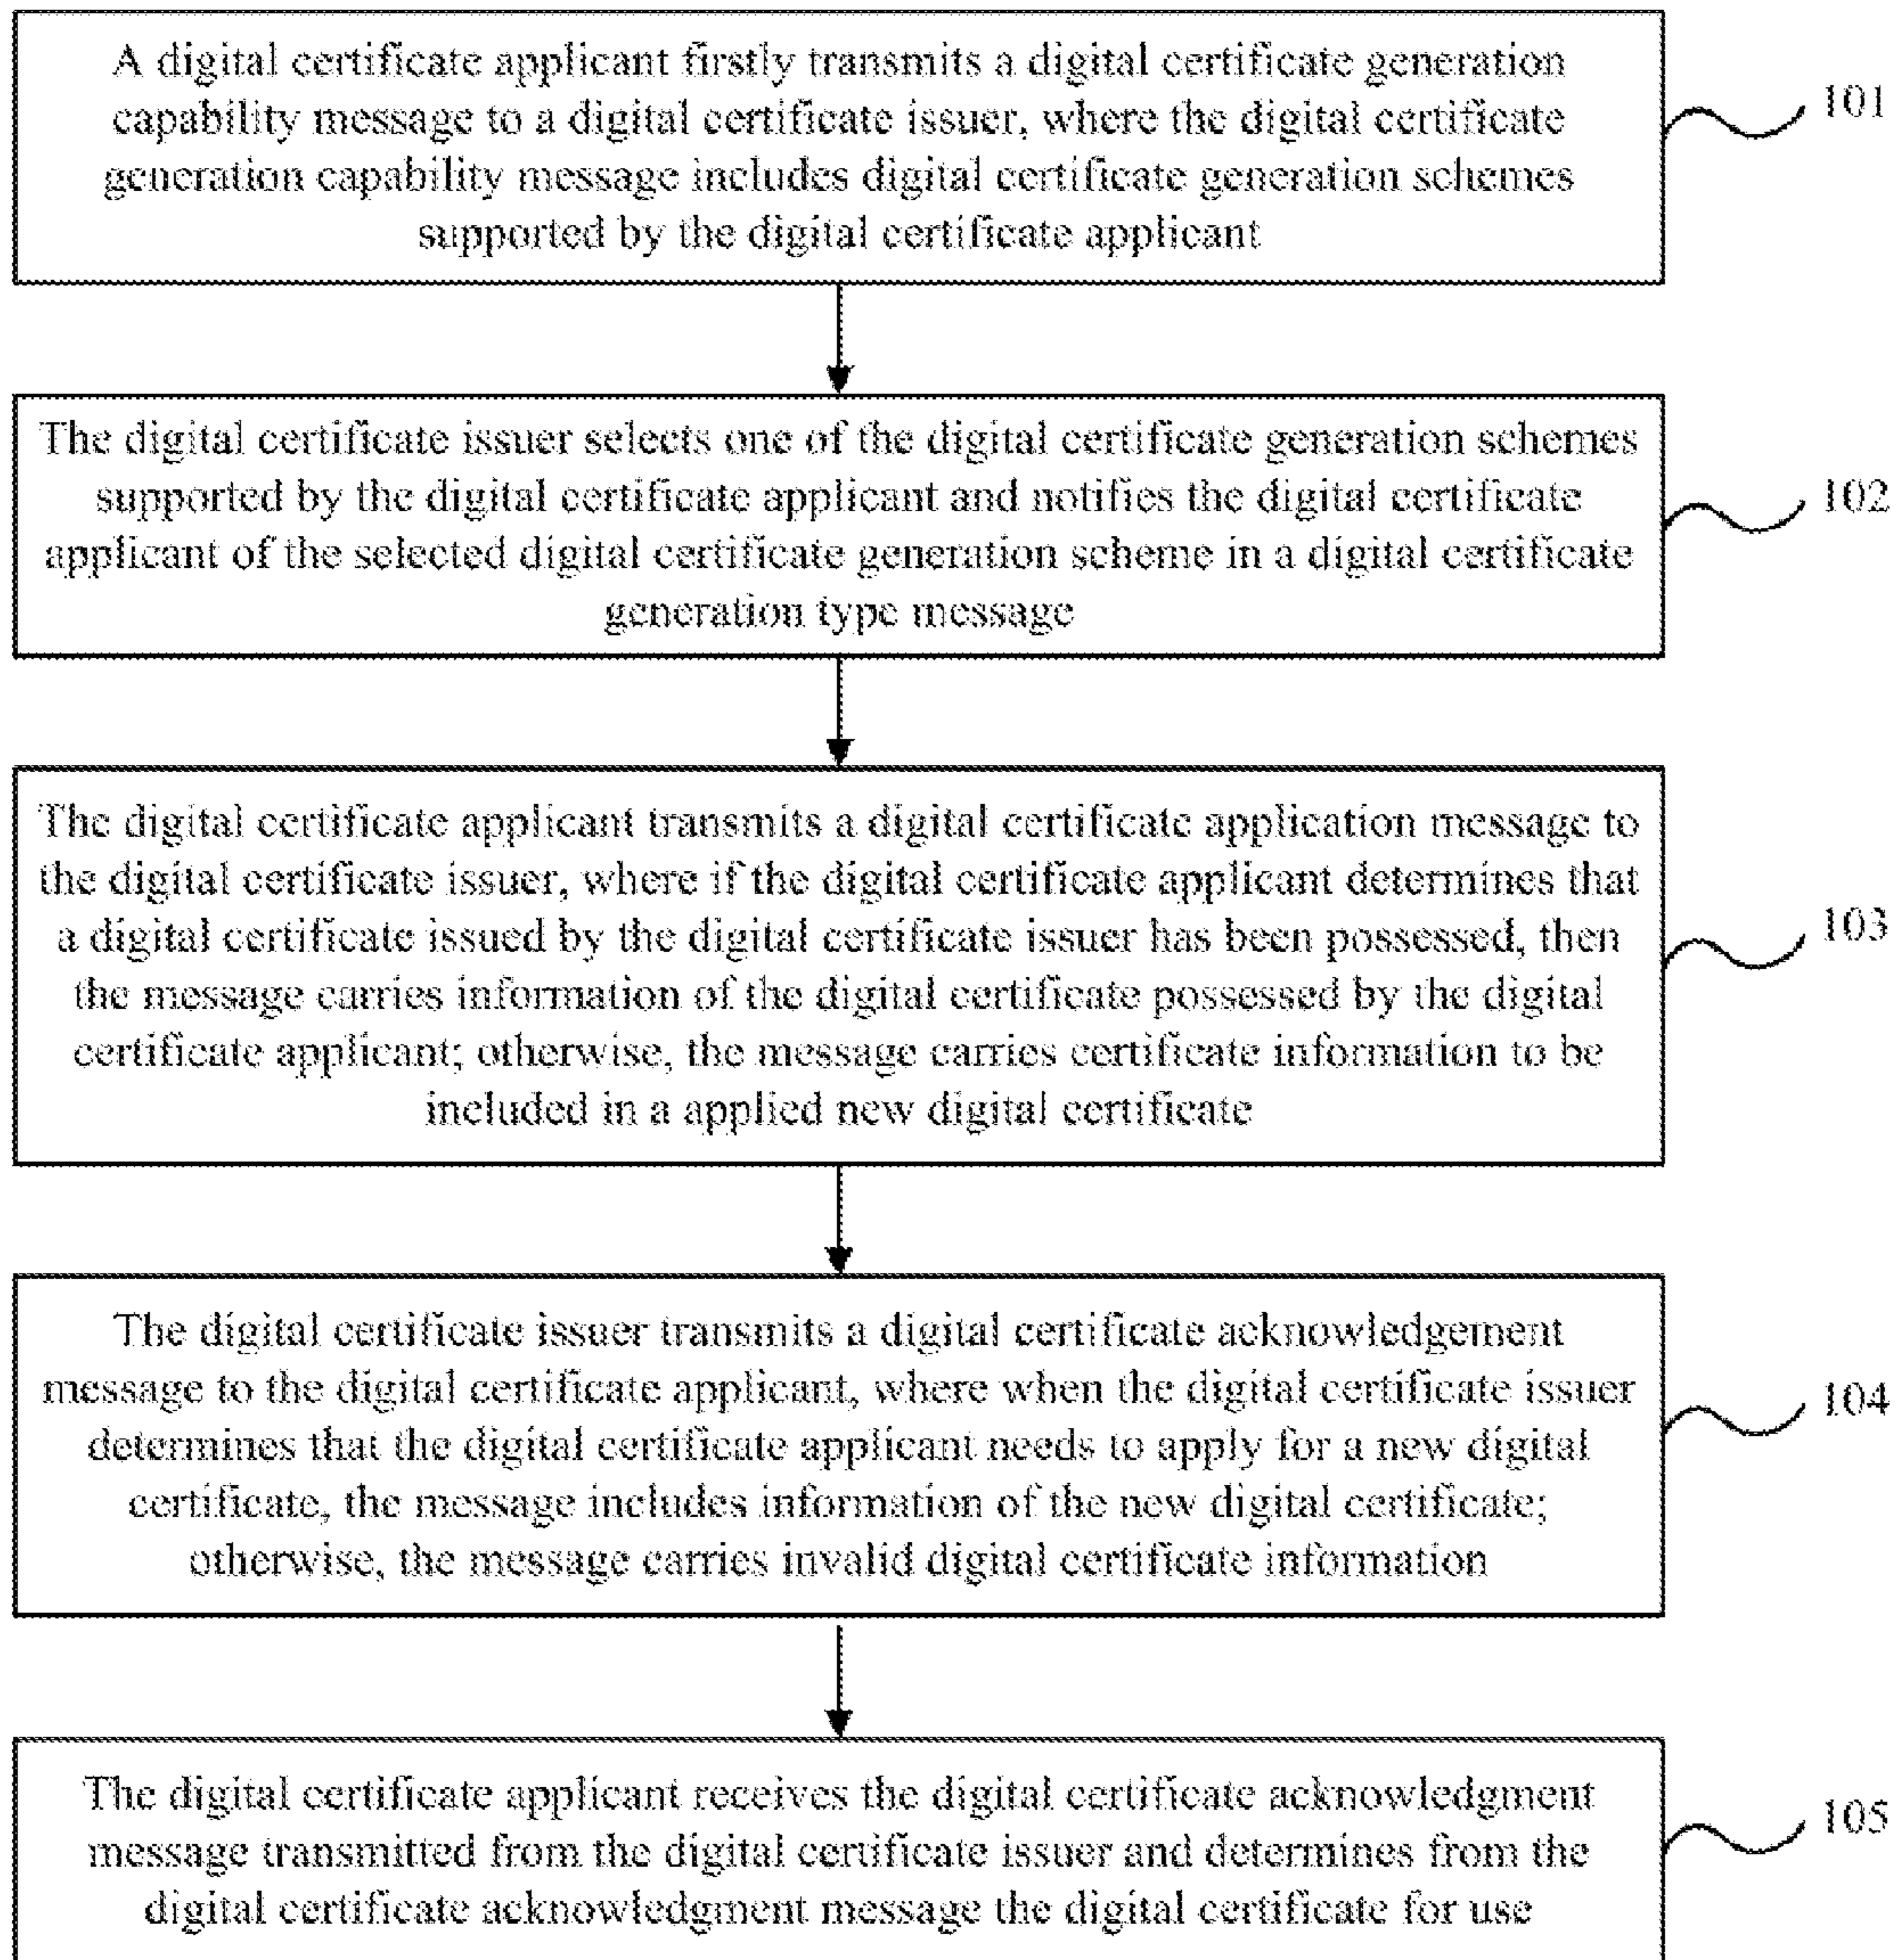 A digital certificate applicant firstly transmits a digital certificate generation
capability message to a digital certificate issuer, where the digital certificate
generation capability message includes digital certificate generation schemes
supported by the digital certificate applicant
101
The digital certificate issuer selects one of the digital certificate generation schemes
supported by the digital certificate applicant and notifies the digital certificate
applicant of the selected digital certificate generation scheme in a digital certificate
generation type message
102
The digital certificate applicant transmits a digital certificate application message to
the digital certificate issuer, where if the digital certificate applicant determines that
a digital certificate issued by the digital certificate issuer has been possessed, then
the message carries information of the digital certificate possessed by the digital
certificate applicant; otherwise, the message carries certificate information to be
included in a applied new digital certificate
103
The digital certificate issuer transmits a digital certificate acknowledgement
message to the digital certificate applicant, where when the digital certificate issuer
determines that the digital certificate applicant needs to apply for a new digital
certificate, the message includes information of the new digital certificate;
otherwise, the message carries invalid digital certificate information
104
The digital certificate applicant receives the digital certificate acknowledgment
message transmitted from the digital certificate issuer and determines from the
digital certificate acknowledgment message the digital certificate for use
105